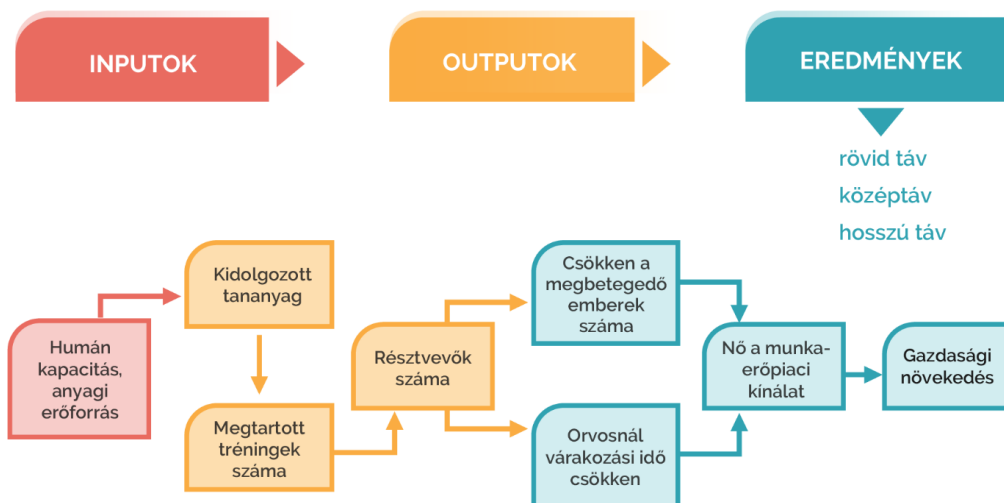 INPUTOK
OUTPUTOK
EREDMÉNYEK
rövid táv
középtáv
hosszú táv
Humán
kapacitás,
anyagi
erőforrás
Kidolgozott
tananyag
Megtartott
tréningek
száma
Résztvevők
száma
Csökken a
megbetegedő
emberek
száma
Orvosnál
várakozási idő
csökken
Nő a munka-
erőpiaci
kínálat
Gazdasági
növekedés